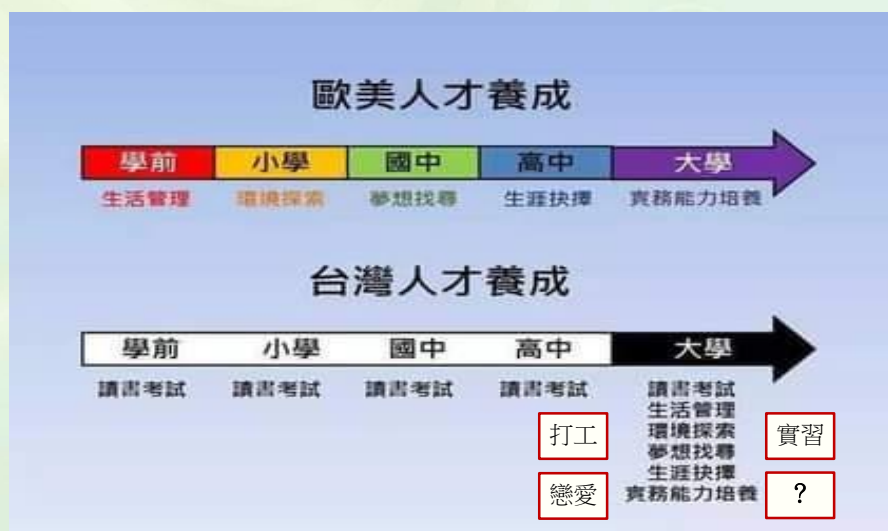 歐美人才養成
學前 小學 國中 高中 大學
生活管理 環境探索 夢想找尋 生涯抉擇 實務能力培養
台灣人才養成
學前 小學 國中 高中 大學
讀書考試 讀書考試 讀書考試 讀書考試 讀書考試
生活管理
環境探索
夢想找尋
生涯抉擇
實務能力培養
打工
實習
戀愛
?